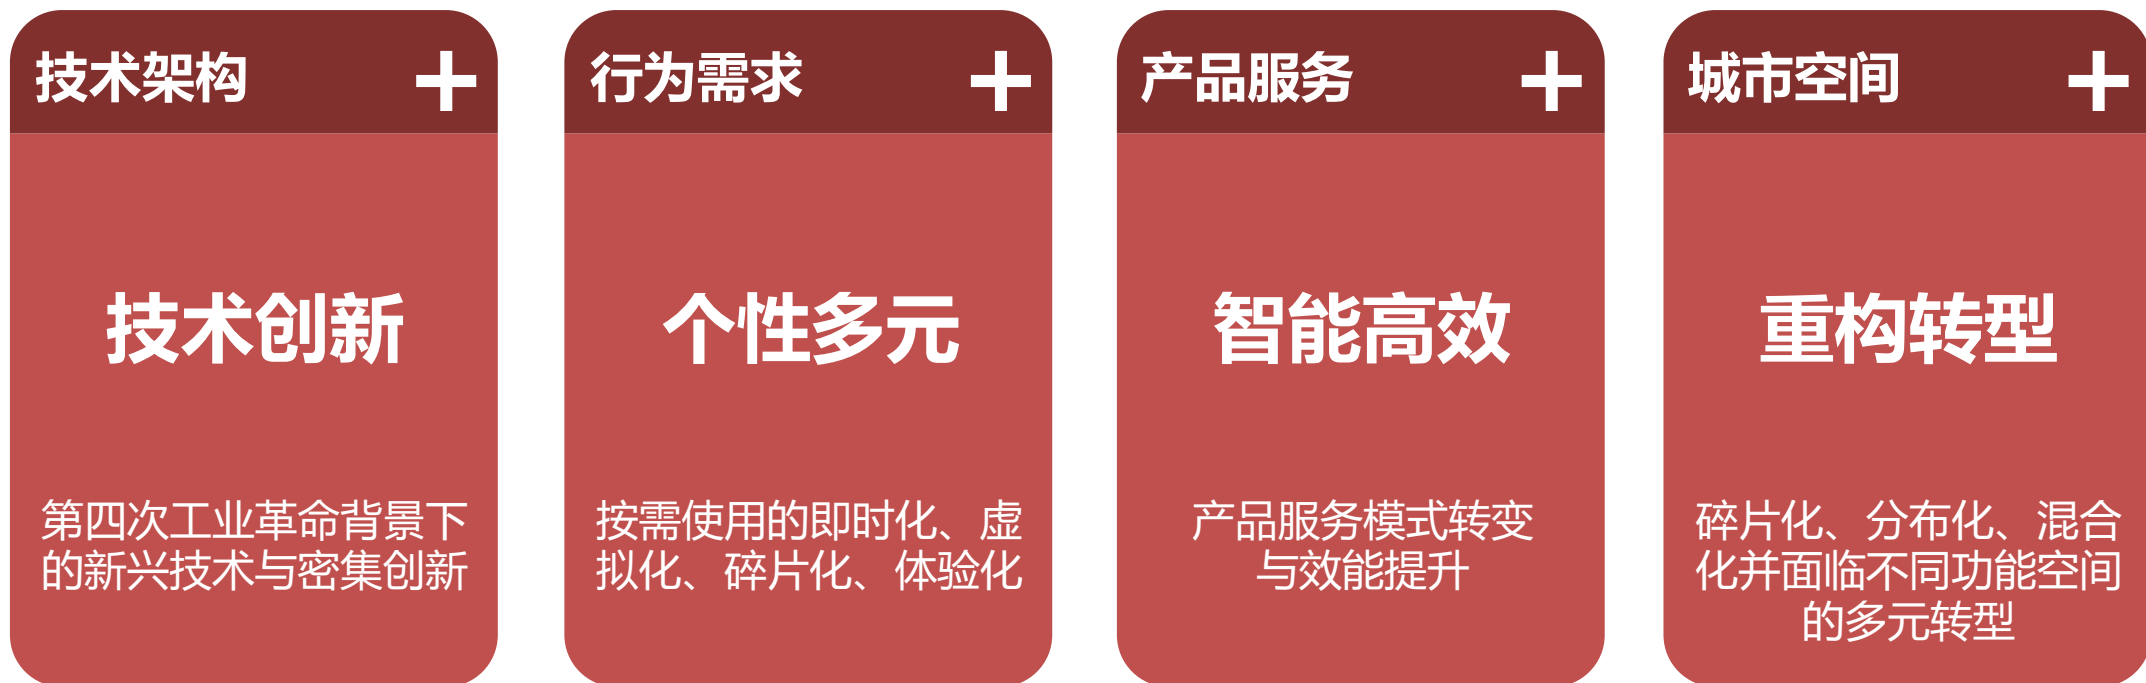 技术架构 +
技术创新
第四次工业革命背景下
的新兴技术与密集创新
行为需求 +
个性多元
按需使用的即时化、虚
拟化、碎片化、体验化
产品服务 +
智能高效
产品服务模式转变
与效能提升
城市空间 +
重构转型
碎片化、分布化、混合
化并面临不同功能空间
的多元转型